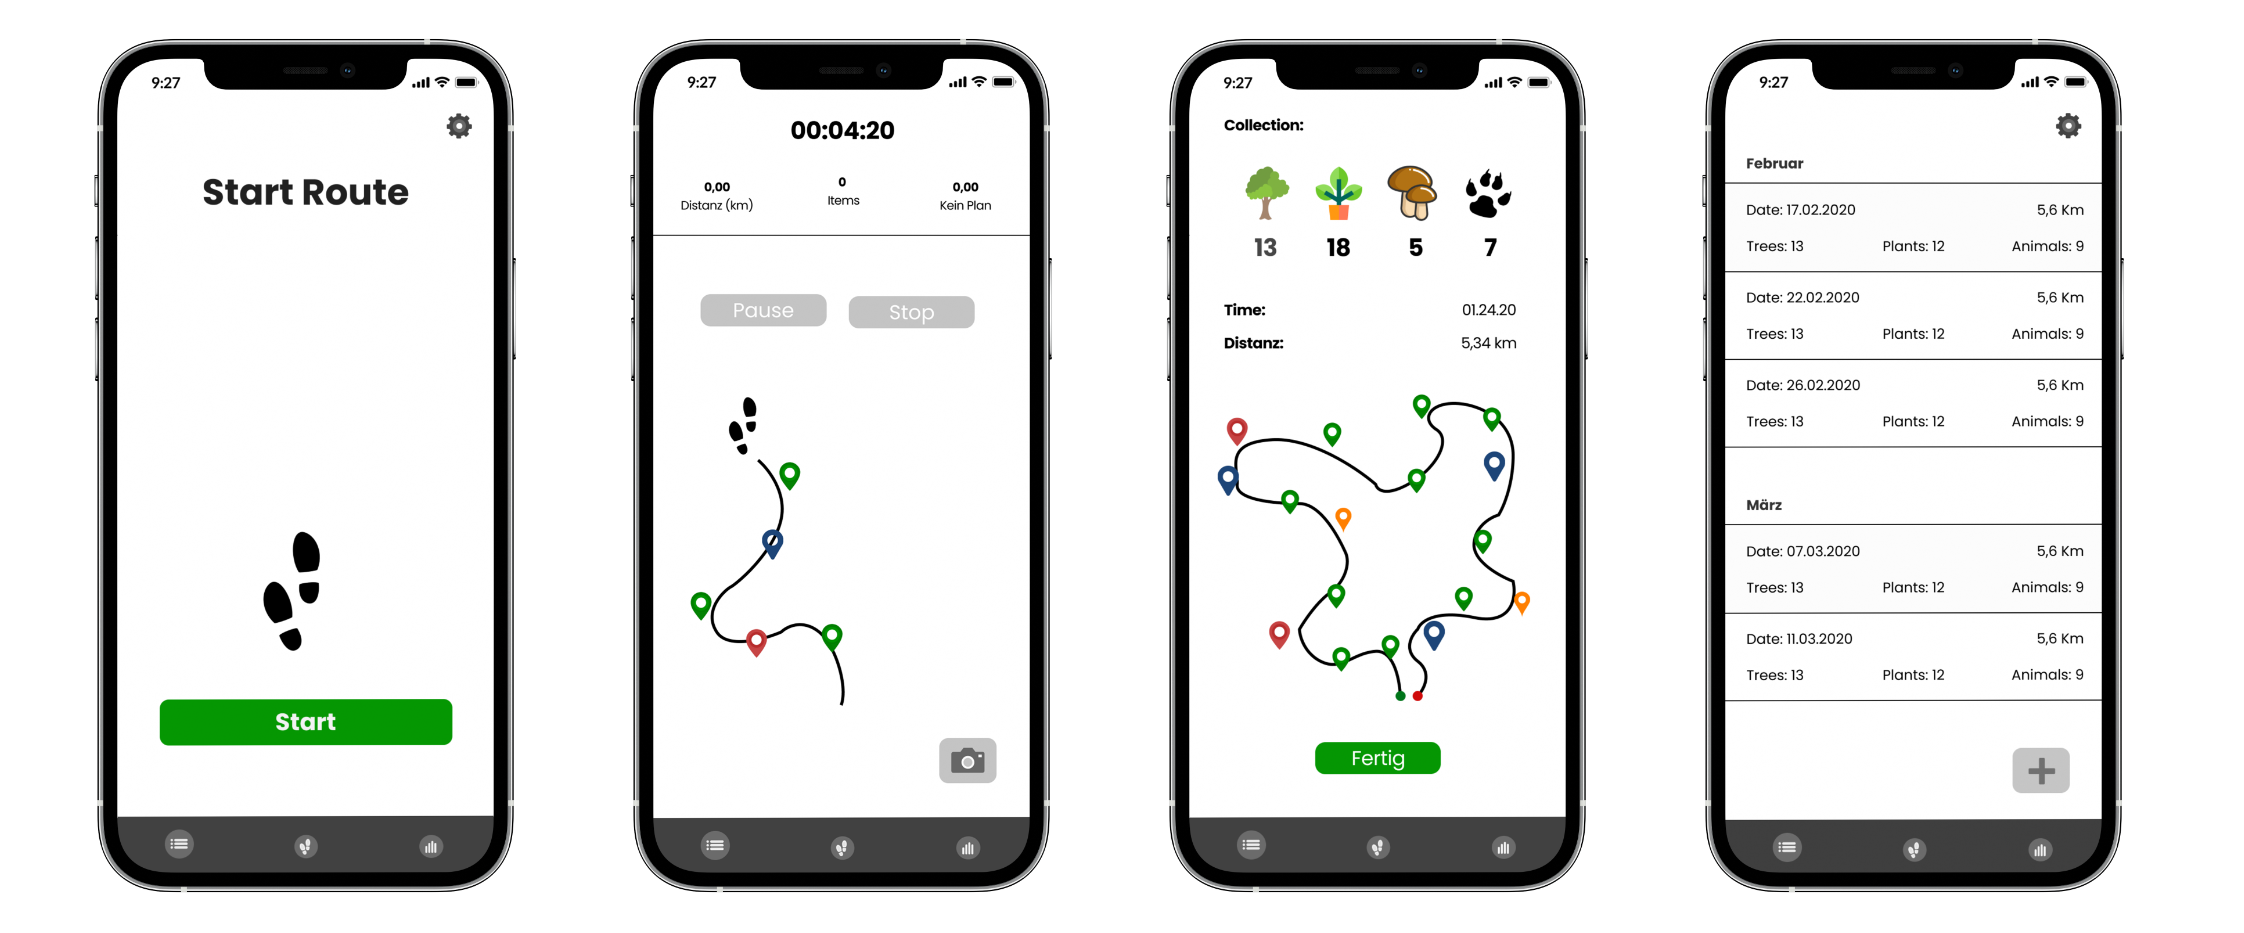 9:27
Start Route
Start
9:27
00:04:20
0,00 0 0,00
Distanz (km) Items Kein Plan
Pause Stop
9:27
Collection:
13 18 5 7
Time: 01.24.20
Distanz: 5,34 km
Fertig
9:27
Februar
Date: 17.02.2020 5,6 Km
Trees: 13 Plants: 12 Animals: 9
Date: 22.02.2020 5,6 Km
Trees: 13 Plants: 12 Animals: 9
Date: 26.02.2020 5,6 Km
Trees: 13 Plants: 12 Animals: 9
März
Date: 07.03.2020 5,6 Km
Trees: 13 Plants: 12 Animals: 9
Date: 11.03.2020 5,6 Km
Trees: 13 Plants: 12 Animals: 9